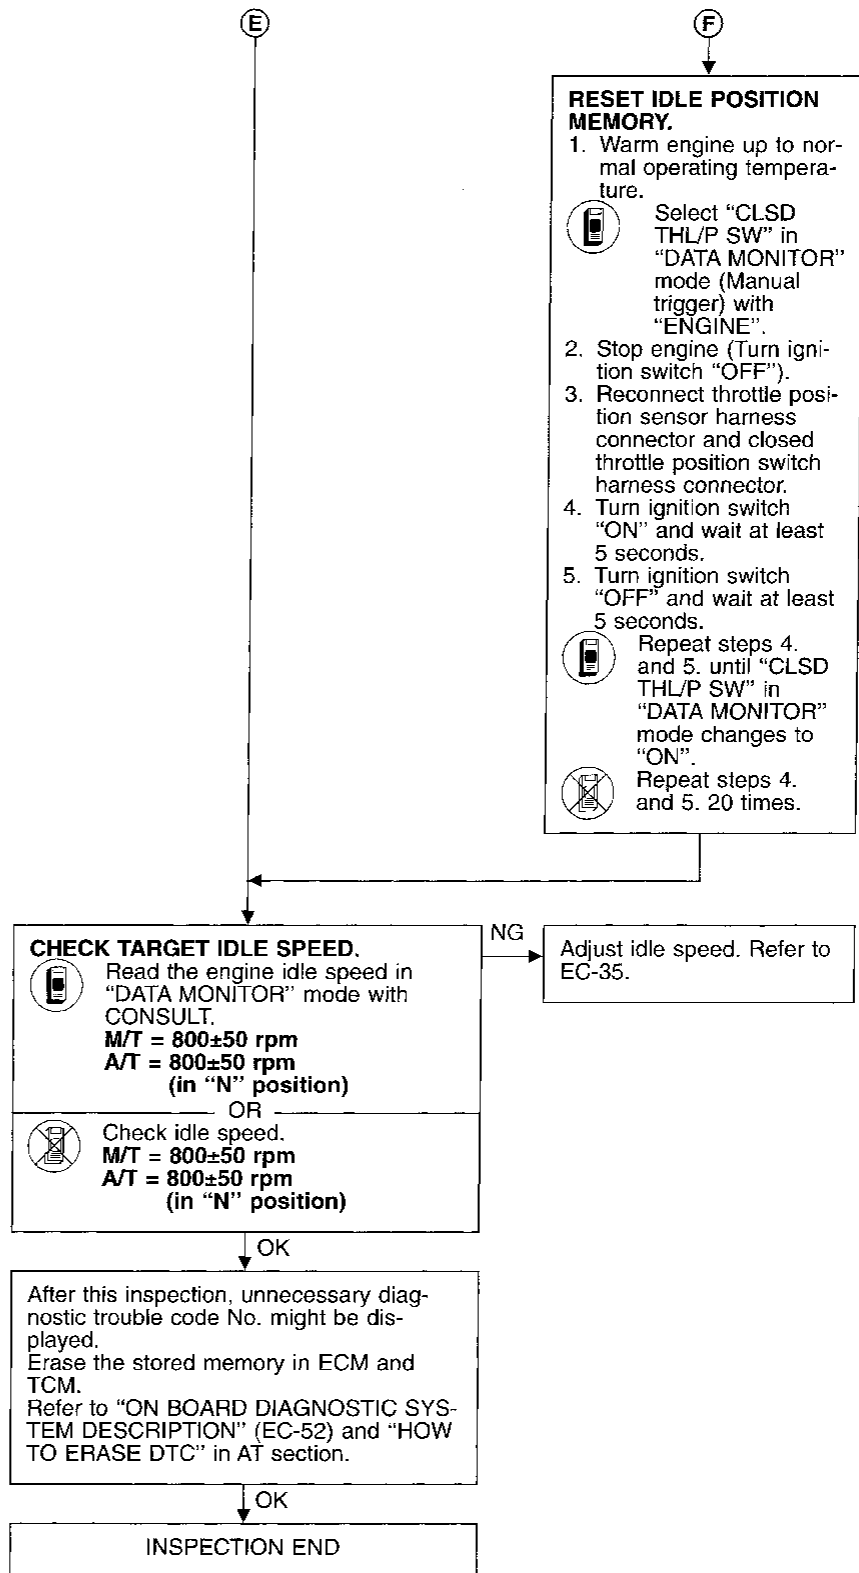 E
F
RESET IDLE POSITION
MEMORY.
1. Warm engine up to nor-
mal operating tempera-
ture.
Select “CLSD
THL/P SW” in
“DATA MONITOR”
mode (Manual
trigger) with
“ENGINE”.
2. Stop engine (Turn igni-
tion switch “OFF”).
3. Reconnect throttle posi-
tion sensor harness
connector and closed
throttle position switch
harness connector.
4. Turn ignition switch
“ON” and wait at least
5 seconds.
5. Turn ignition switch
“OFF” and wait at least
5 seconds.
Repeat steps 4.
and 5. until “CLSD
THL/P SW” in
“DATA MONITOR”
mode changes to
“ON”.
Repeat steps 4.
and 5. 20 times.
CHECK TARGET IDLE SPEED.
Read the engine idle speed in
“DATA MONITOR” mode with
CONSULT.
M/T = 800±50 rpm
A/T = 800±50 rpm
(in “N” position)
OR
Check idle speed.
M/T = 800±50 rpm
A/T = 800±50 rpm
(in “N” position)
NG
Adjust idle speed. Refer to
EC-35.
OK
After this inspection, unnecessary diag-
nostic trouble code No. might be dis-
played.
Erase the stored memory in ECM and
TCM.
Refer to “ON BOARD DIAGNOSTIC SYS-
TEM DESCRIPTION” (EC-52) and “HOW
TO ERASE DTC” in AT section.
OK
INSPECTION END